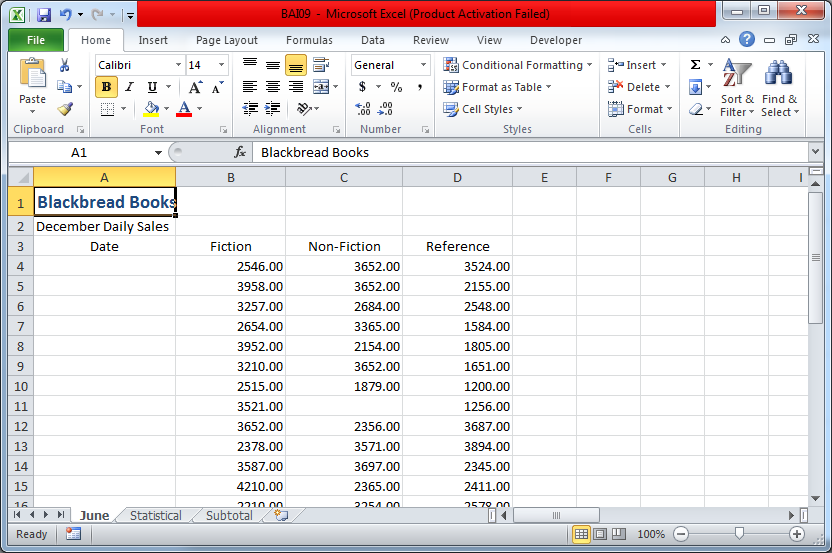 BAI09 - Microsoft Excel (Product Activation Failed)
File Home Insert Page Layout Formulas Data Review View Developer
Calibri 14 General Conditional Formatting Insert
Paste B I U A A $ % , Format as Table Delete Sort & Filter Find & Select
A Cell Styles Format
Clipboard Font Alignment Number Styles Cells Editing
A1 fx Blackbread Books
A B C D E F G H I
1 Blackbread Books
2 December Daily Sales
3 Date Fiction Non-Fiction Reference
4 2546.00 3652.00 3524.00
5 3958.00 3652.00 2155.00
6 3257.00 2684.00 2548.00
7 2654.00 3365.00 1584.00
8 3952.00 2154.00 1805.00
9 3210.00 3652.00 1651.00
10 2515.00 1879.00 1200.00
11 3521.00 1256.00
12 3652.00 2356.00 3687.00
13 2378.00 3571.00 3894.00
14 3587.00 3697.00 2345.00
15 4210.00 2365.00 2411.00
16 2210.00 3254.00 2578.00
June Statistical Subtotal
Ready 100%